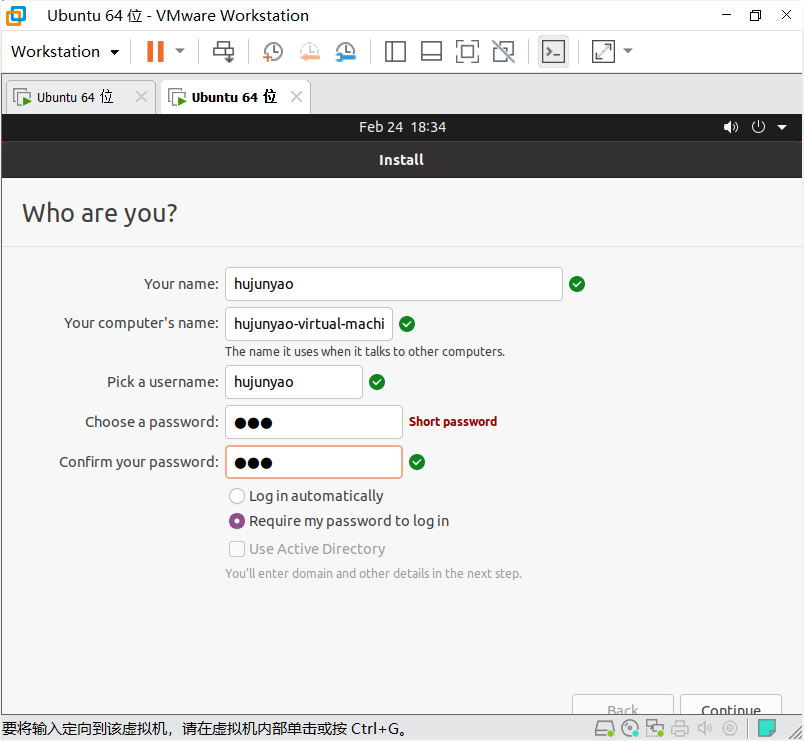 Ubuntu 64 位 - VMware Workstation
Workstation
Ubuntu 64 位
Ubuntu 64 位
Feb 24 18:34
Install
Who are you?
Your name: hujunyao
Your computer's name: hujunyao-virtual-machi
The name it uses when it talks to other computers.
Pick a username: hujunyao
Choose a password: ●●● Short password
Confirm your password: ●●●
Log in automatically
Require my password to log in
Use Active Directory
You'll enter domain and other details in the next step.
Back
Continue
要将输入定向到该虚拟机，请在虚拟机内部单击或按 Ctrl+G。